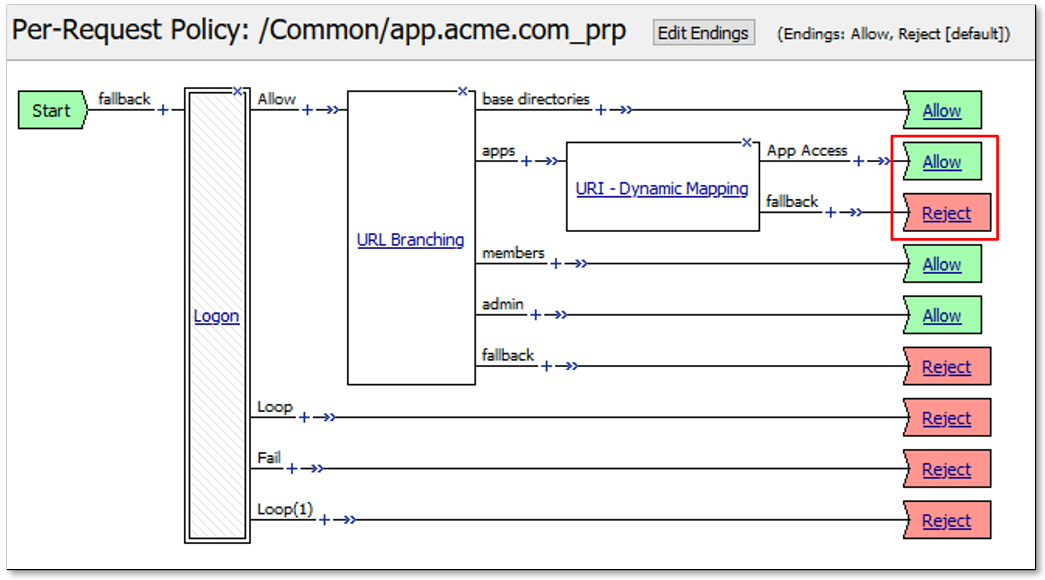 Per-Request Policy: /Common/app.acme.com_prp Edit Endings (Endings: Allow, Reject [default])
Start fallback + Allow + base directories + Allow
apps + App Access + Allow
URI - Dynamic Mapping
fallback + Reject
URL Branching
members + Allow
admin + Allow
Logon
fallback + Reject
Loop + Reject
Fail + Reject
Loop(1) + Reject